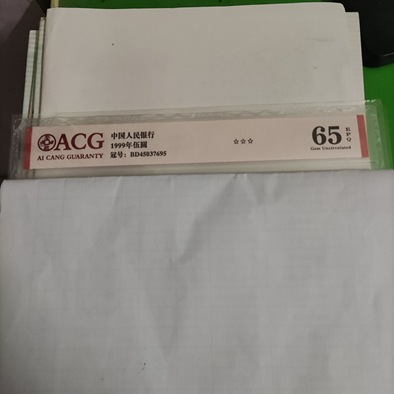 ACG
AI CANG GUARANTY
中国人民银行
1999年伍圆
冠号：BD45037695
☆☆☆
65 EPQ
Gem Uncirculated